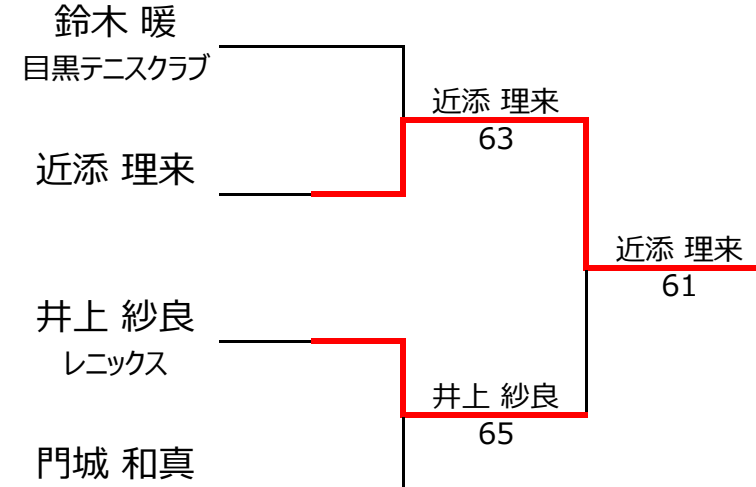 鈴木 暖
目黒テニスクラブ
近添 理来
63
近添 理来
近添 理来
61
井上 紗良
レニックス
井上 紗良
65
門城 和真